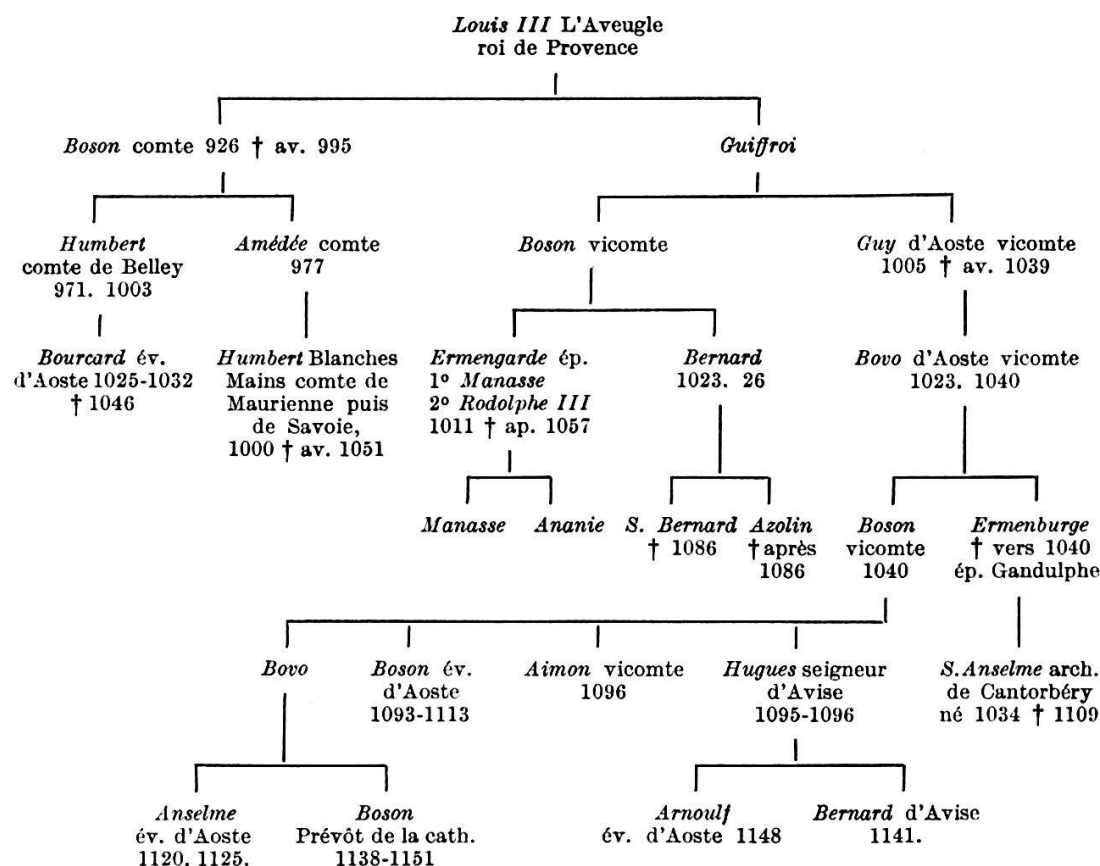 Louis III L'Aveugle
roi de Provence
Boson comte 926 † av. 995
Guiffroi
Humbert
comte de Belley
971. 1003
Amédée comte
977
Boson vicomte
Guy d'Aoste vicomte
1005 † av. 1039
Bourcard év.
d'Aoste 1025-1032
† 1046
Humbert Blanches
Mains comte de
Maurienne puis
de Savoie,
1000 † av. 1051
Ermengarde ép.
1º Manasse
2º Rodolphe III
1011 † ap. 1057
Bernard
1023. 26
Bovo d'Aoste vicomte
1023. 1040
Manasse
Ananie
S. Bernard
† 1086
Azolin
† après
1086
Boson
vicomte
1040
Ermenburge
† vers 1040
ép. Gandulphe
Bovo
Boson év.
d'Aoste
1093-1113
Aimon vicomte
1096
Hugues seigneur
d'Avise
1095-1096
S. Anselme arch.
de Cantorbéry
né 1034 † 1109
Anselme
év. d'Aoste
1120. 1125.
Boson
Prévôt de la cath.
1138-1151
Arnoulf
év. d'Aoste 1148
Bernard d'Avise
1141.